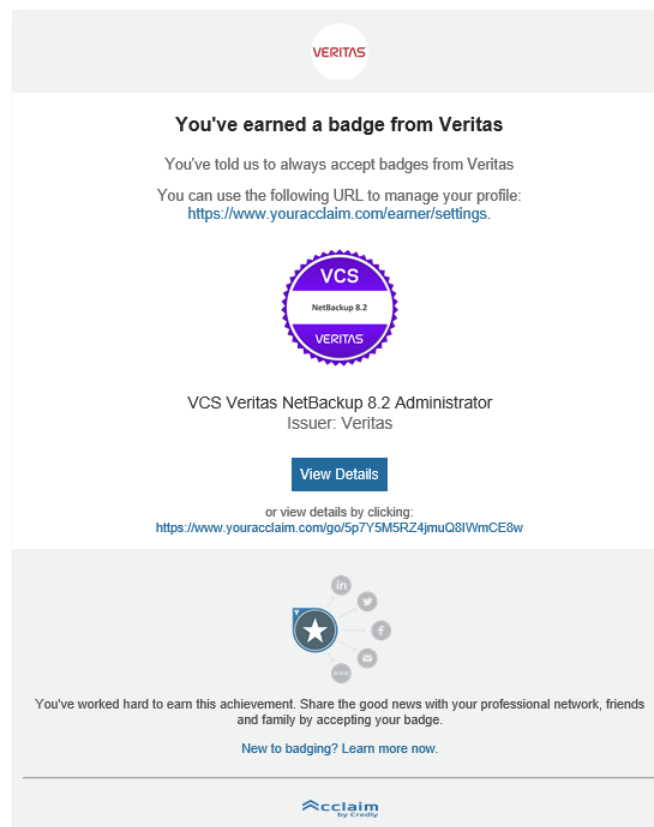 VERITAS
You've earned a badge from Veritas
You've told us to always accept badges from Veritas
You can use the following URL to manage your profile:
https://www.youracclaim.com/earner/settings.
VCS
NetBackup 8.2
VERITAS
VCS Veritas NetBackup 8.2 Administrator
Issuer: Veritas
View Details
or view details by clicking:
https://www.youracclaim.com/go/5p7Y5M5RZ4jmuQ8IWmCE8w
in
f
You've worked hard to earn this achievement. Share the good news with your professional network, friends
and family by accepting your badge.
New to badging? Learn more now.
Acclaim
by Credly